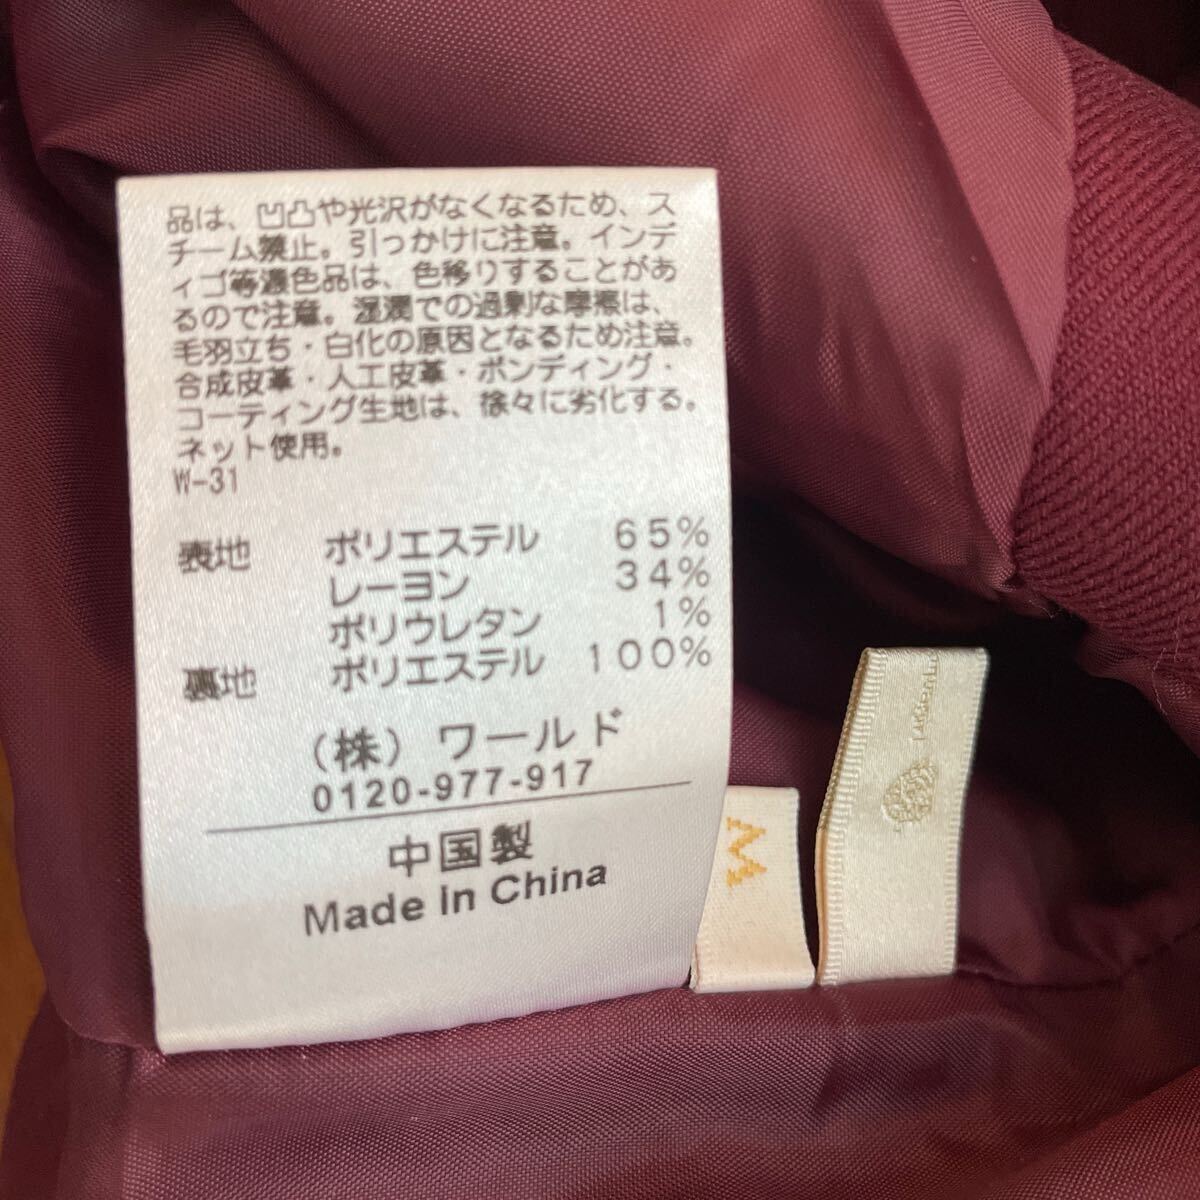 品は、凹凸や光沢がなくなるため、ス
チーム禁止。引っかけに注意。インデ
ィゴ等濃色品は、色移りすることがあ
るので注意。湿潤での過剰な摩擦は、
毛羽立ち・白化の原因となるため注意。
合成皮革・人工皮革・ボンディング・
コーティング生地は、徐々に劣化する。
ネット使用。
W-31
表地 ポリエステル 65%
レーヨン 34%
ポリウレタン 1%
裏地 ポリエステル 100%
(株) ワールド
0120-977-917
中国製
Made in China
M